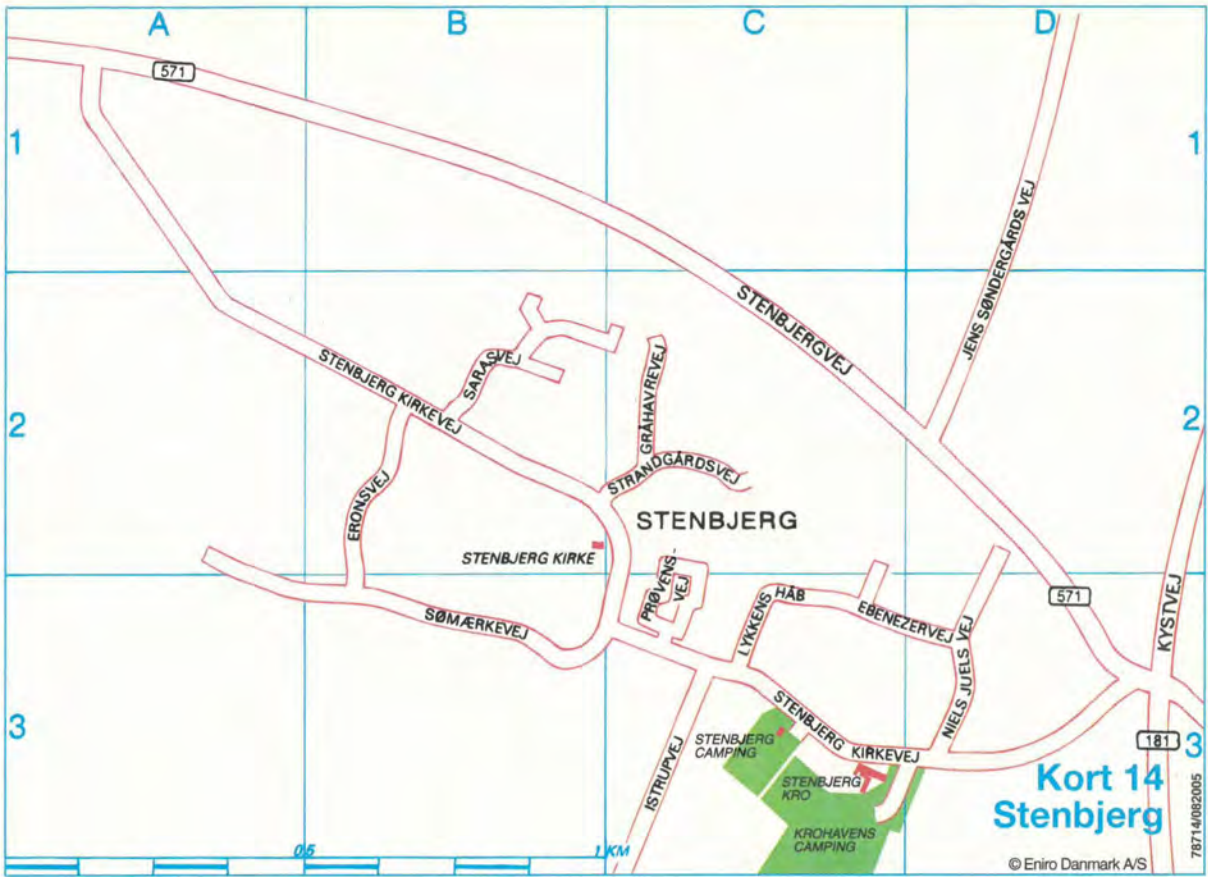 A B C D
571
1 1
JENS SØNDERGÅRDS VEJ
STENBJERGVEJ
STENBJERG KIRKEVEJ
SARASVEJ
GRÅHAVREVEJ
2 2
STRANDGÅRDSVEJ
ERONSVEJ
STENBJERG
STENBJERG KIRKE
PRØVENS-
VEJ
LYKKENS HÅB
EBENEZERVEJ
571
KYSTVEJ
SØMÆRKEVEJ
NIELS JUELS VEJ
STENBJERG KIRKEVEJ
3 3
181
STENBJERG
CAMPING
ISTRUPVEJ
STENBJERG
KRO
Kort 14
Stenbjerg
KROHAVENS
CAMPING
0,5 1 KM
© Eniro Danmark A/S
78714/082005